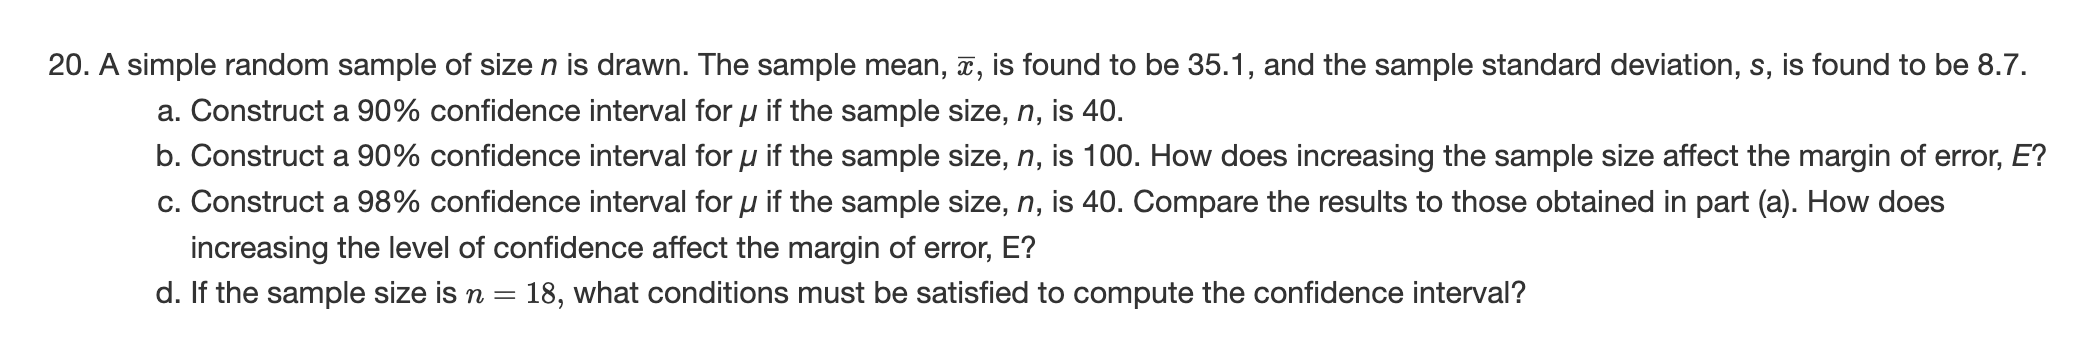 20. A simple random sample of size n is drawn. The sample mean, x̅, is found to be 35.1, and the sample standard deviation, s, is found to be 8.7.
a. Construct a 90% confidence interval for μ if the sample size, n, is 40.
b. Construct a 90% confidence interval for μ if the sample size, n, is 100. How does increasing the sample size affect the margin of error, E?
c. Construct a 98% confidence interval for μ if the sample size, n, is 40. Compare the results to those obtained in part (a). How does
increasing the level of confidence affect the margin of error, E?
d. If the sample size is n = 18, what conditions must be satisfied to compute the confidence interval?